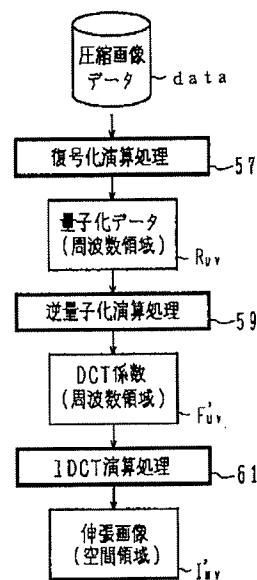 圧縮画像
データ
data
復号化演算処理
57
量子化データ
(周波数領域)
Ruv
逆量子化演算処理
59
DCT係数
(周波数領域)
F'uv
IDCT演算処理
61
伸張画像
(空間領域)
I'uv